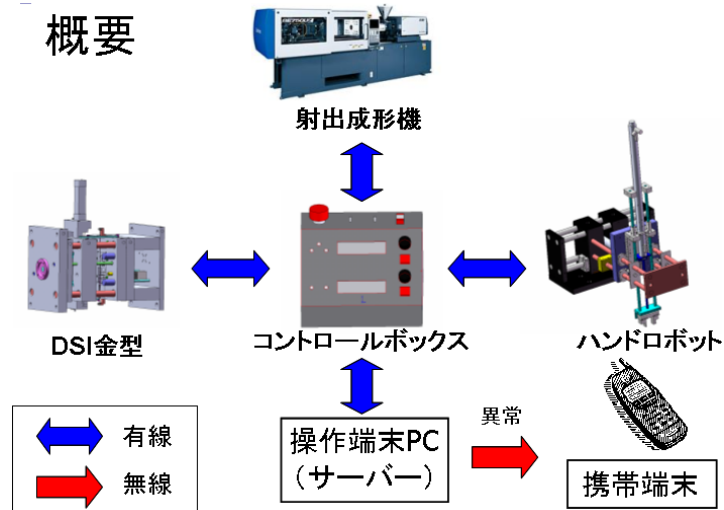 概要
射出成形機
DSI金型
コントロールボックス
ハンドロボット
有線
無線
操作端末PC
（サーバー）
異常
携帯端末